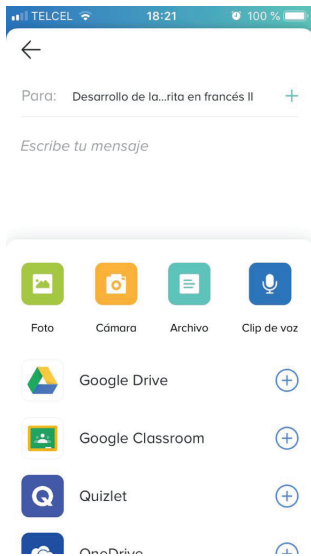 TELCEL 18:21 100 %
Para: Desarrollo de la...rita en francés II +
Escribe tu mensaje
Foto Cámara Archivo Clip de voz
Google Drive
Google Classroom
Q Quizlet
OneDrive